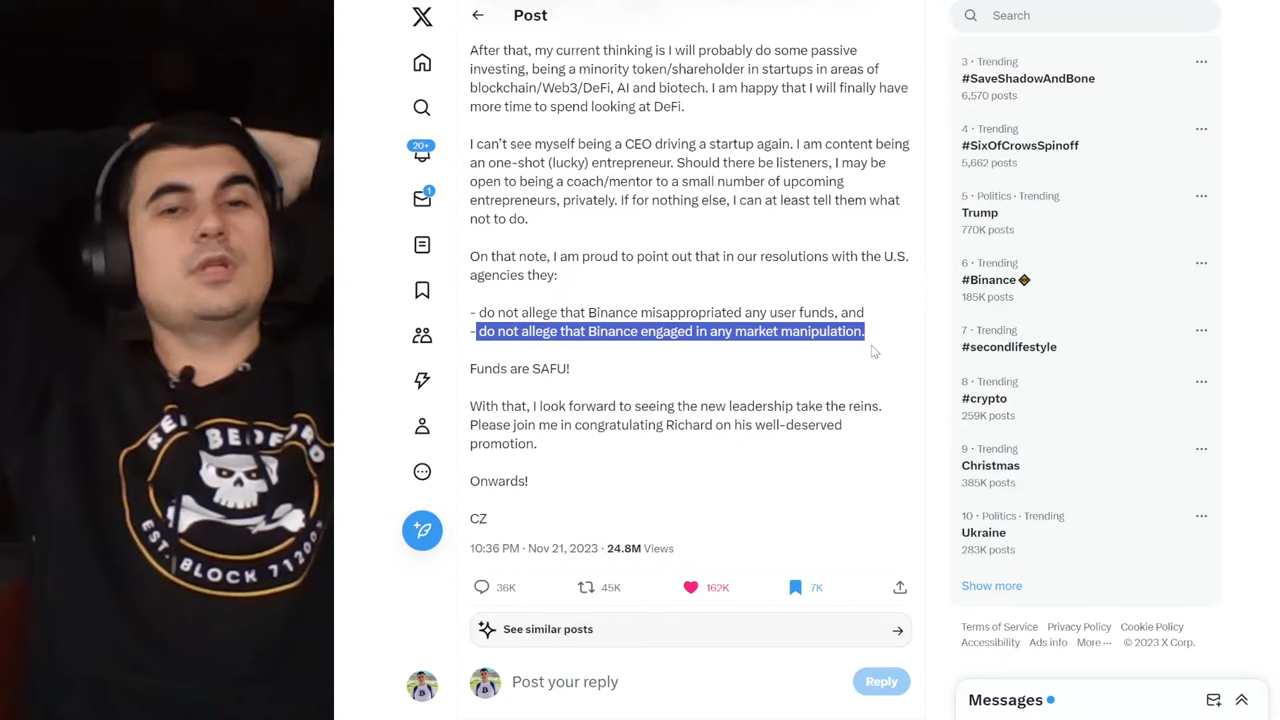 Post
After that, my current thinking is I will probably do some passive
investing, being a minority token/shareholder in startups in areas of
blockchain/Web3/DeFi, AI and biotech. I am happy that I will finally have
more time to spend looking at DeFi.
I can’t see myself being a CEO driving a startup again. I am content being
an one-shot (lucky) entrepreneur. Should there be listeners, I may be
open to being a coach/mentor to a small number of upcoming
entrepreneurs, privately. If for nothing else, I can at least tell them what
not to do.
On that note, I am proud to point out that in our resolutions with the U.S.
agencies they:
- do not allege that Binance misappropriated any user funds, and
- do not allege that Binance engaged in any market manipulation.
Funds are SAFU!
With that, I look forward to seeing the new leadership take the reins.
Please join me in congratulating Richard on his well-deserved
promotion.
Onwards!
CZ
10:36 PM · Nov 21, 2023 · 24.8M Views
36K 45K 162K 7K
See similar posts
Post your reply
Reply
20+
1
Search
3 · Trending
#SaveShadowAndBone
6,570 posts
4 · Trending
#SixOfCrowsSpinoff
5,662 posts
5 · Politics · Trending
Trump
770K posts
6 · Trending
#Binance
185K posts
7 · Trending
#secondlifestyle
8 · Trending
#crypto
259K posts
9 · Trending
Christmas
385K posts
10 · Politics · Trending
Ukraine
283K posts
Show more
Terms of Service Privacy Policy Cookie Policy
Accessibility Ads info More ··· © 2023 X Corp.
Messages
BEDFORD
EST. BLOCK 71200